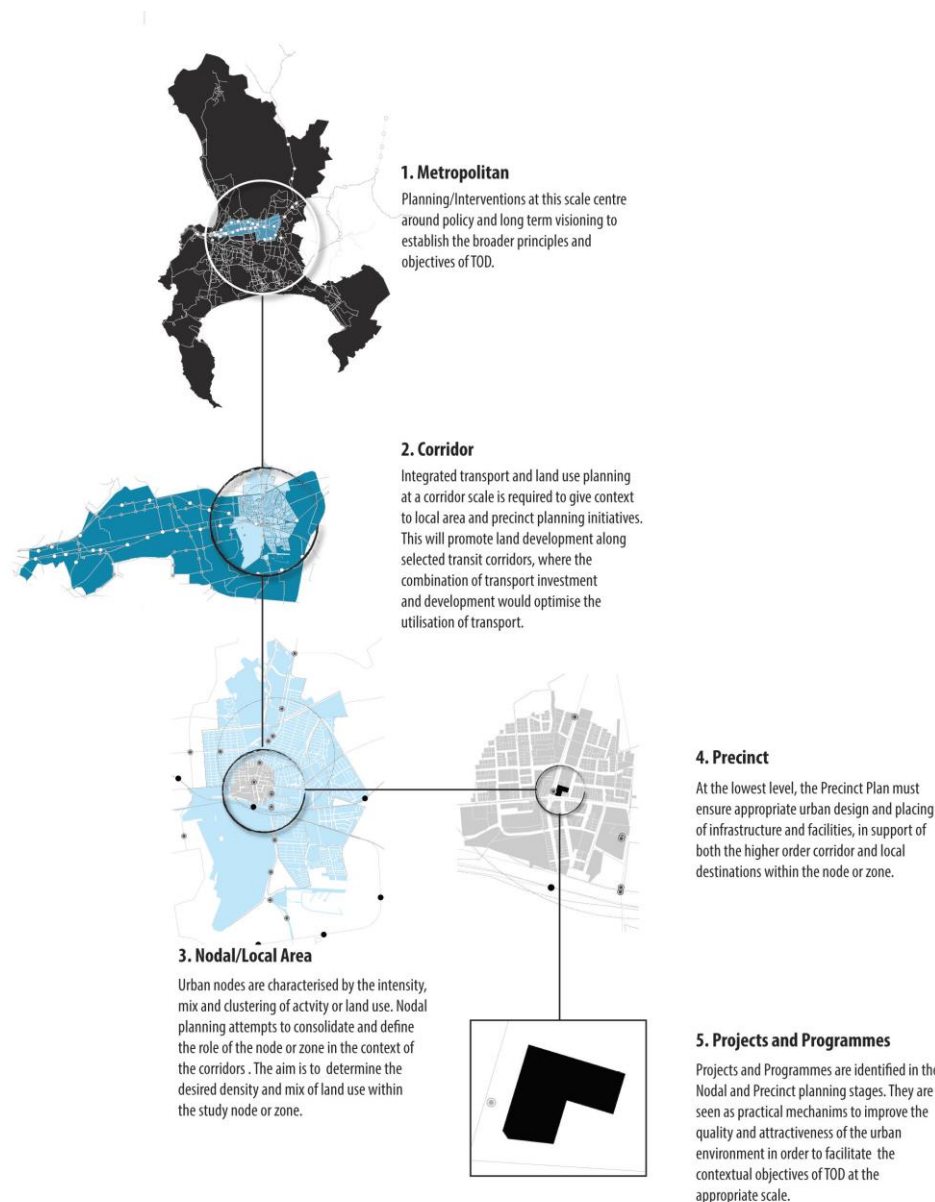 1. Metropolitan
Planning/Interventions at this scale centre
around policy and long term visioning to
establish the broader principles and
objectives of TOD.
2. Corridor
Integrated transport and land use planning
at a corridor scale is required to give context
to local area and precinct planning initiatives.
This will promote land development along
selected transit corridors, where the
combination of transport investment
and development would optimise the
utilisation of transport.
3. Nodal/Local Area
Urban nodes are characterised by the intensity,
mix and clustering of actvity or land use. Nodal
planning attempts to consolidate and define
the role of the node or zone in the context of
the corridors . The aim is to determine the
desired density and mix of land use within
the study node or zone.
4. Precinct
At the lowest level, the Precinct Plan must
ensure appropriate urban design and placing
of infrastructure and facilities, in support of
both the higher order corridor and local
destinations within the node or zone.
5. Projects and Programmes
Projects and Programmes are identified in the
Nodal and Precinct planning stages. They are
seen as practical mechanims to improve the
quality and attractiveness of the urban
environment in order to facilitate the
contextual objectives of TOD at the
appropriate scale.